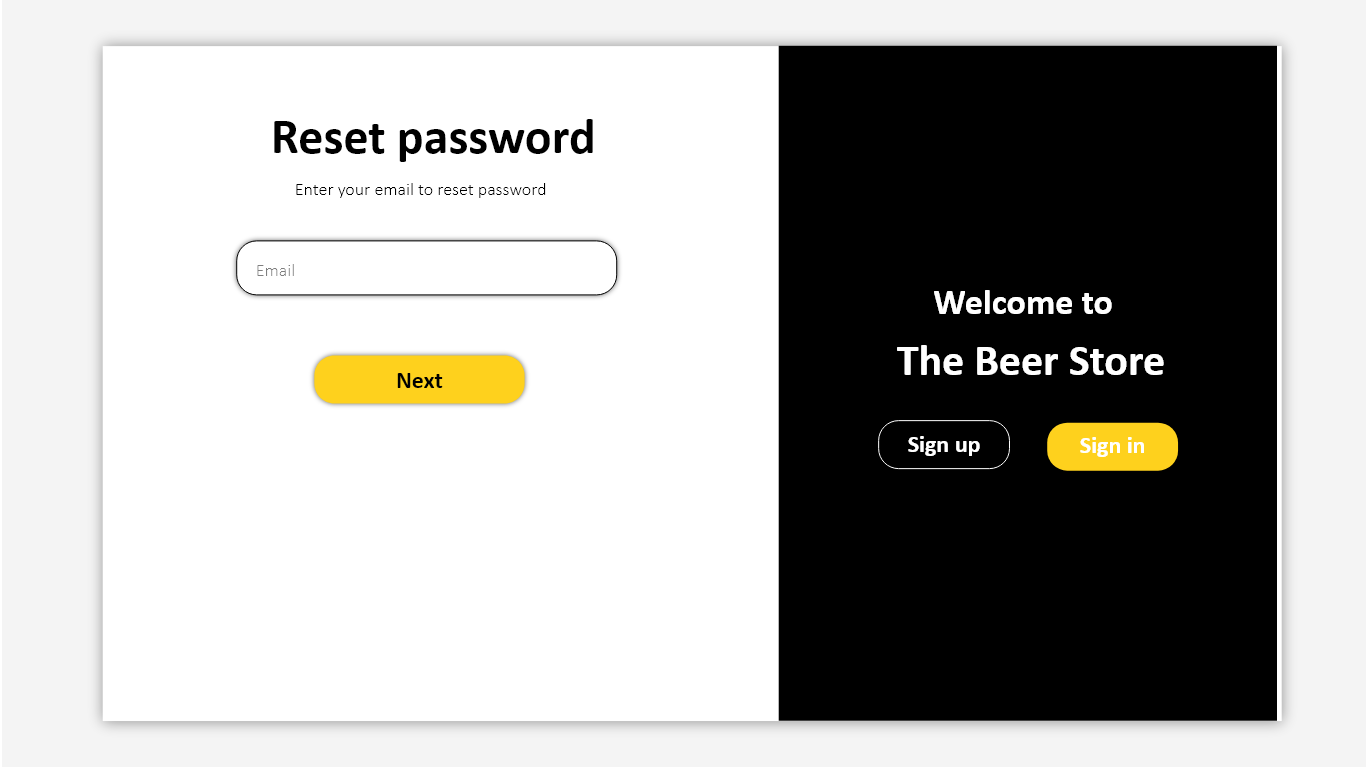 Reset password
Enter your email to reset password
Email
Next
Welcome to
The Beer Store
Sign up
Sign in